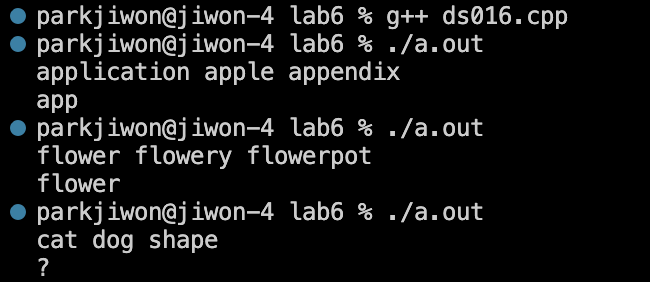 parkjiwon@jiwon-4 lab6 % g++ ds016.cpp
parkjiwon@jiwon-4 lab6 % ./a.out
application apple appendix
app
parkjiwon@jiwon-4 lab6 % ./a.out
flower flowery flowerpot
flower
parkjiwon@jiwon-4 lab6 % ./a.out
cat dog shape
?